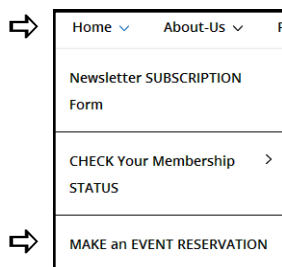 Home About-Us
Newsletter SUBSCRIPTION
Form
CHECK Your Membership
STATUS
MAKE an EVENT RESERVATION